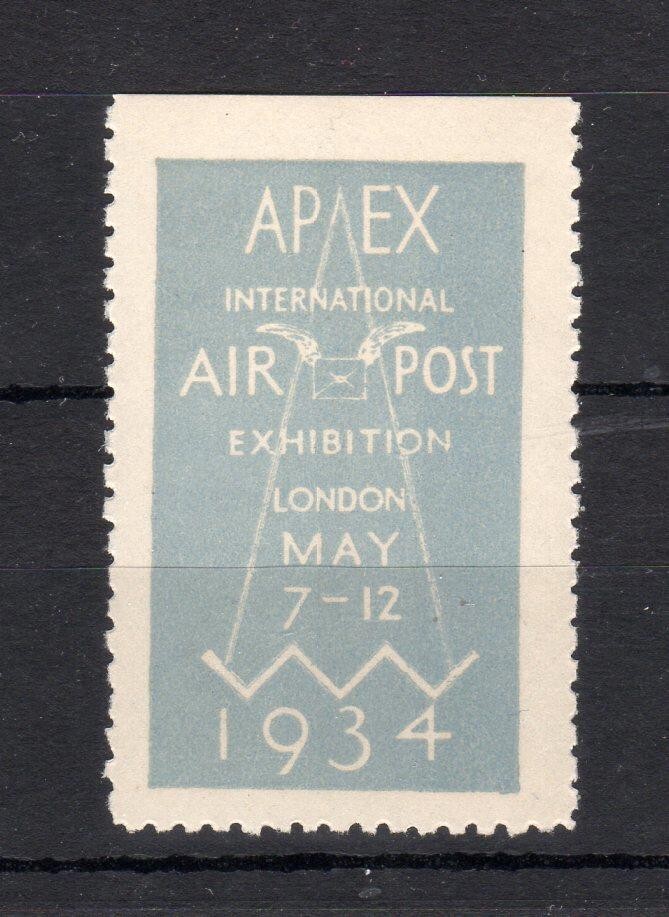 APEX
INTERNATIONAL
AIR POST
EXHIBITION
LONDON
MAY
7-12
1934